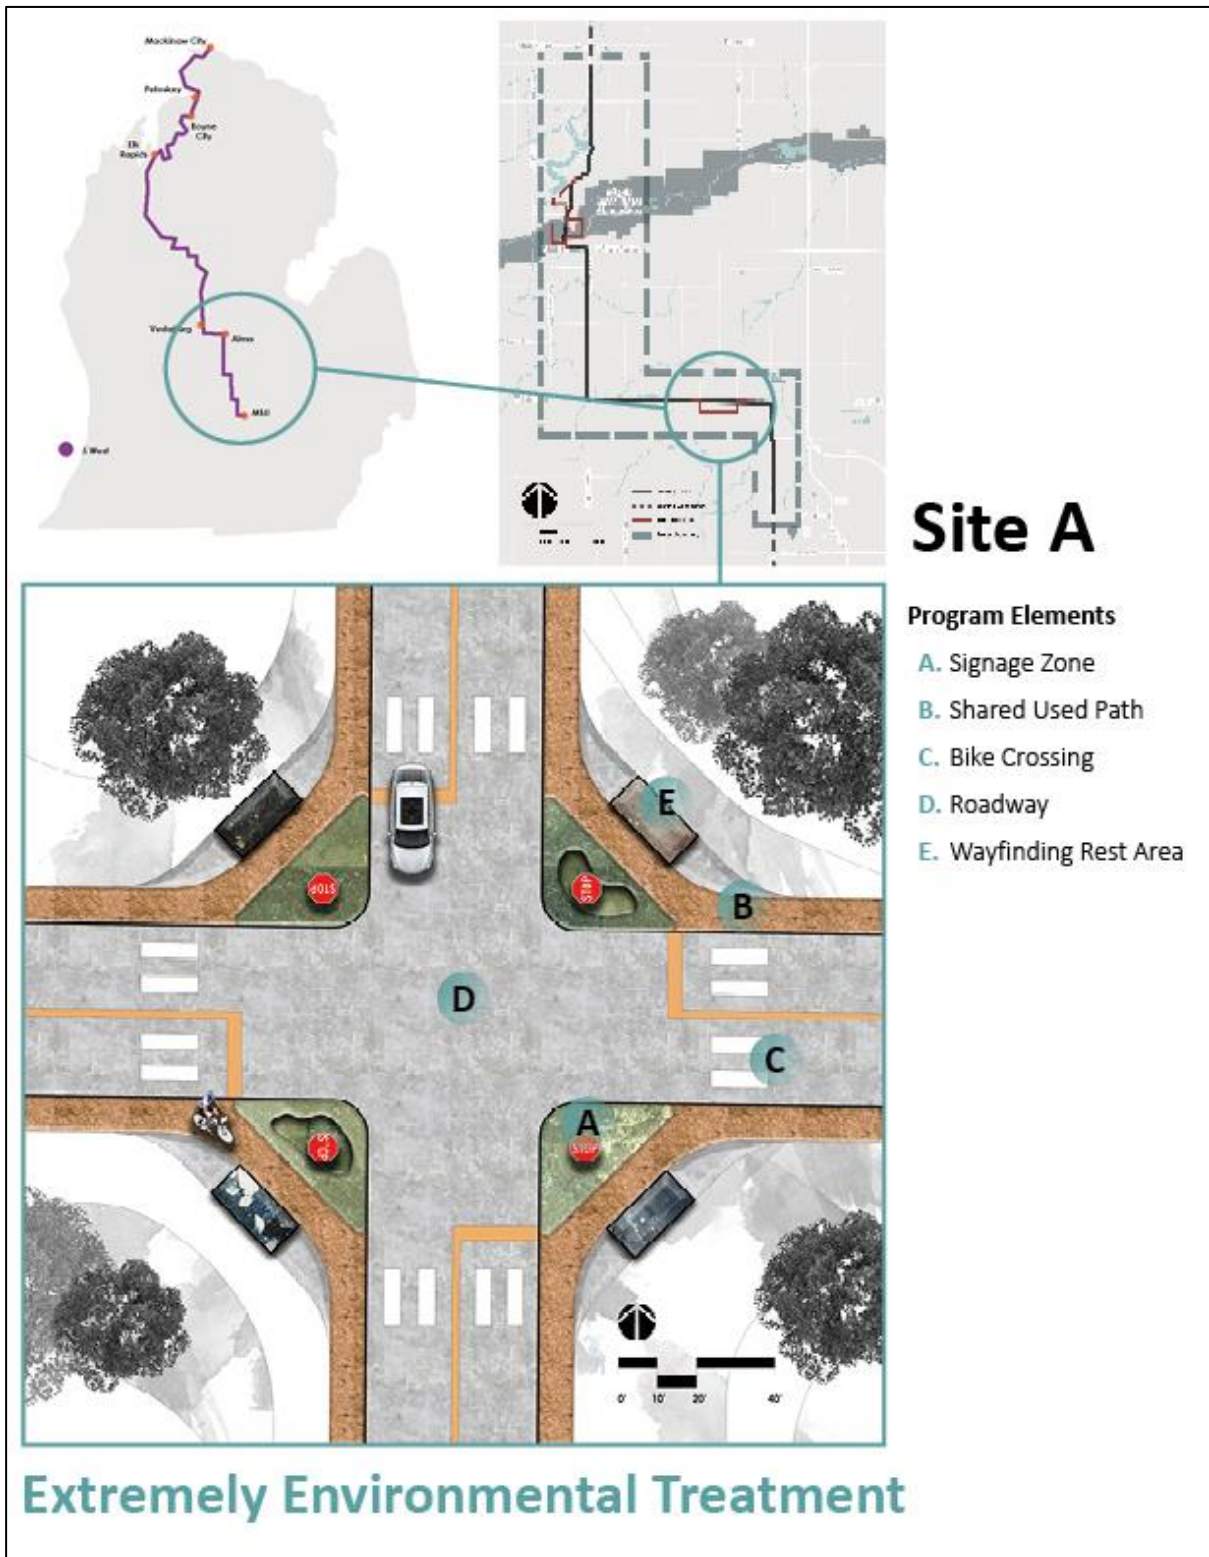 Mackinaw City
Petoskey
Boyne
City
Elk
Rapids
Alma
MSU
Site A
Program Elements
A. Signage Zone
B. Shared Used Path
C. Bike Crossing
D. Roadway
E. Wayfinding Rest Area
E
STOP
STOP
B
D
C
A
STOP
STOP
0' 10' 20' 40'
Extremely Environmental Treatment